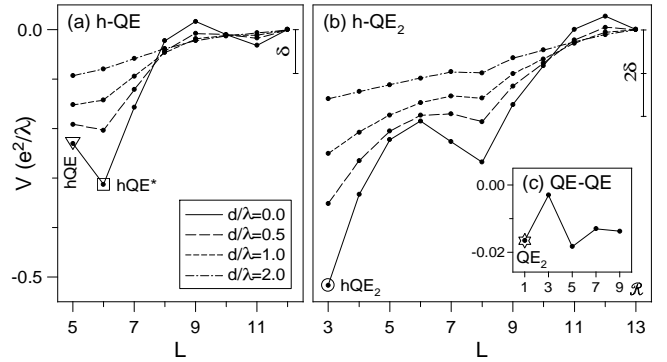 (a) h-QE
(b) h-QE₂
0.0
-0.5
V (e²/λ)
δ
2δ
hQE
hQE*
d/λ=0.0
d/λ=0.5
d/λ=1.0
d/λ=2.0
hQE₂
(c) QE-QE
0.00
-0.02
QE₂
1 3 5 7 9 ℛ
5 7 9 11
3 5 7 9 11 13
L
L